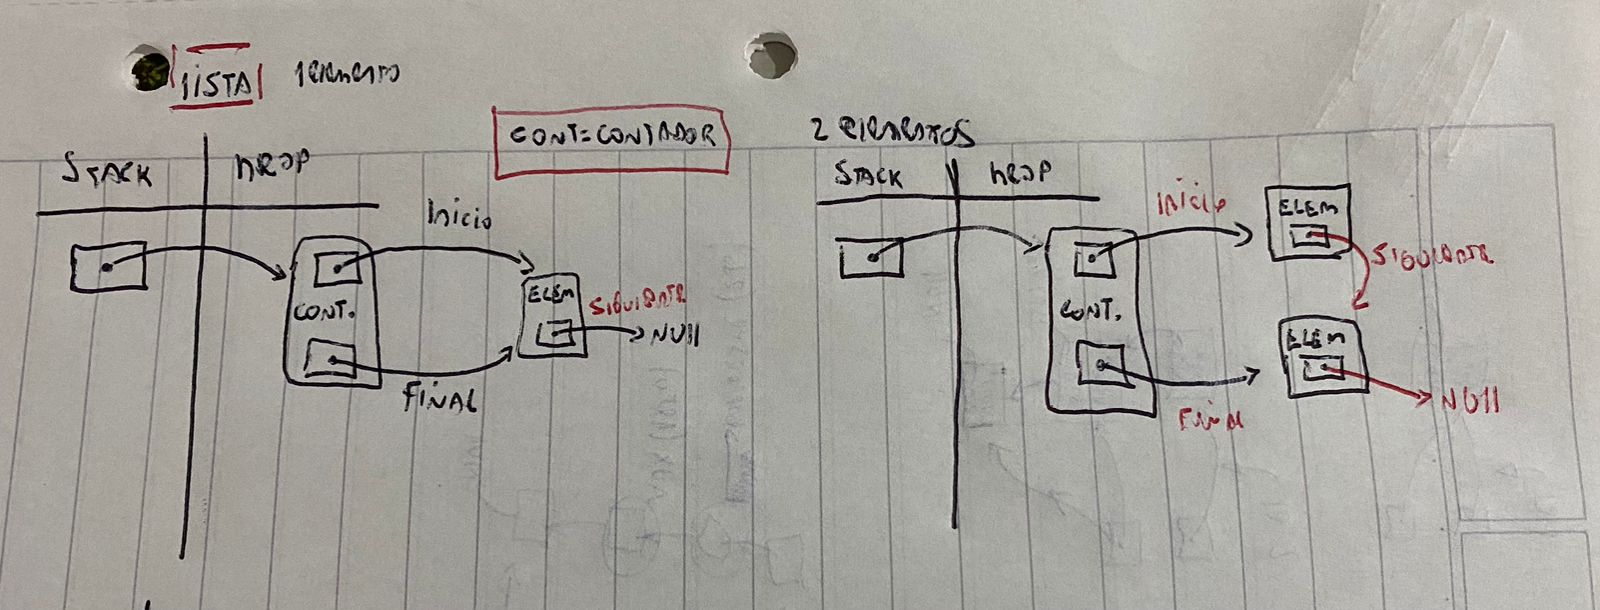 LISTA 1 elemento
CONT=CONTADOR
STACK heap
Inicio
CONT.
ELEM
SIGUIENTE
NUll
FINAL
2 elementos
STACK heap
Inicio
ELEM
SIGUIENTE
CONT.
ELEM
NUll
Final